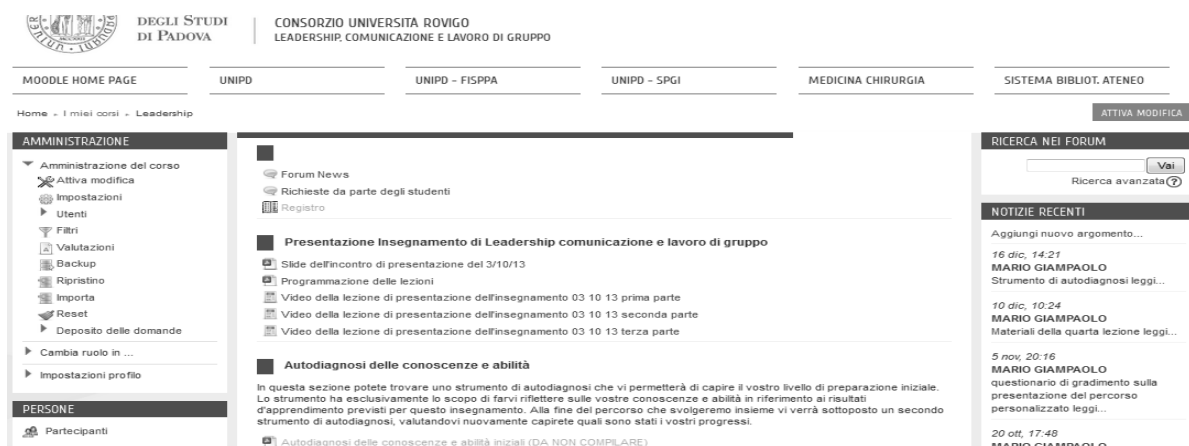 DEGLI STUDI
DI PADOVA
CONSORZIO UNIVERSITÀ ROVIGO
LEADERSHIP, COMUNICAZIONE E LAVORO DI GRUPPO
MOODLE HOME PAGE
UNIPD
UNIPD - FISPPA
UNIPD - SPGI
MEDICINA CHIRURGIA
SISTEMA BIBLIOT. ATENEO
Home
I miei corsi
Leadership
ATTIVA MODIFICA
AMMINISTRAZIONE
Amministrazione del corso
Attiva modifica
Impostazioni
Utenti
Filtri
Valutazioni
Backup
Ripristino
Importa
Reset
Deposito delle domande
Cambia ruolo in ...
Impostazioni profilo
PERSONE
Partecipanti
Forum News
Richieste da parte degli studenti
Registro
Presentazione Insegnamento di Leadership comunicazione e lavoro di gruppo
Slide dell'incontro di presentazione del 3/10/13
Programmazione delle lezioni
Video della lezione di presentazione dell'insegnamento 03 10 13 prima parte
Video della lezione di presentazione dell'insegnamento 03 10 13 seconda parte
Video della lezione di presentazione dell'insegnamento 03 10 13 terza parte
Autodiagnosi delle conoscenze e abilità
In questa sezione potete trovare uno strumento di autodiagnosi che vi permetterà di capire il vostro livello di preparazione iniziale.
Lo strumento ha esclusivamente lo scopo di farvi riflettere sulle vostre conoscenze e abilità in riferimento ai risultati
d'apprendimento previsti per questo insegnamento. Alla fine del percorso che svolgeremo insieme vi verrà sottoposto un secondo
strumento di autodiagnosi, valutandovi nuovamente capirete quali sono stati i vostri progressi.
Autodiagnosi delle conoscenze e abilità iniziali (DA NON COMPILARE)
RICERCA NEI FORUM
Vai
Ricerca avanzata
NOTIZIE RECENTI
Aggiungi nuovo argomento...
16 dic, 14:21
MARIO GIAMPAOLO
Strumento di autodiagnosi leggi...
10 dic, 10:24
MARIO GIAMPAOLO
Materiali della quarta lezione leggi...
5 nov, 20:16
MARIO GIAMPAOLO
questionario di gradimento sulla
presentazione del percorso
personalizzato leggi...
20 ott, 17:48
MARIO GIAMPAOLO